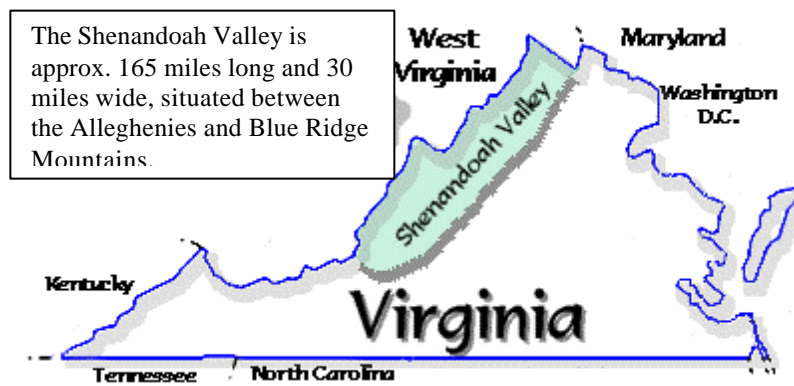 The Shenandoah Valley is
approx. 165 miles long and 30
miles wide, situated between
the Alleghenies and Blue Ridge
Mountains.
West
Virginia
Maryland
Washington
D.C.
Shenandoah Valley
Kentucky
Virginia
Tennessee
North Carolina